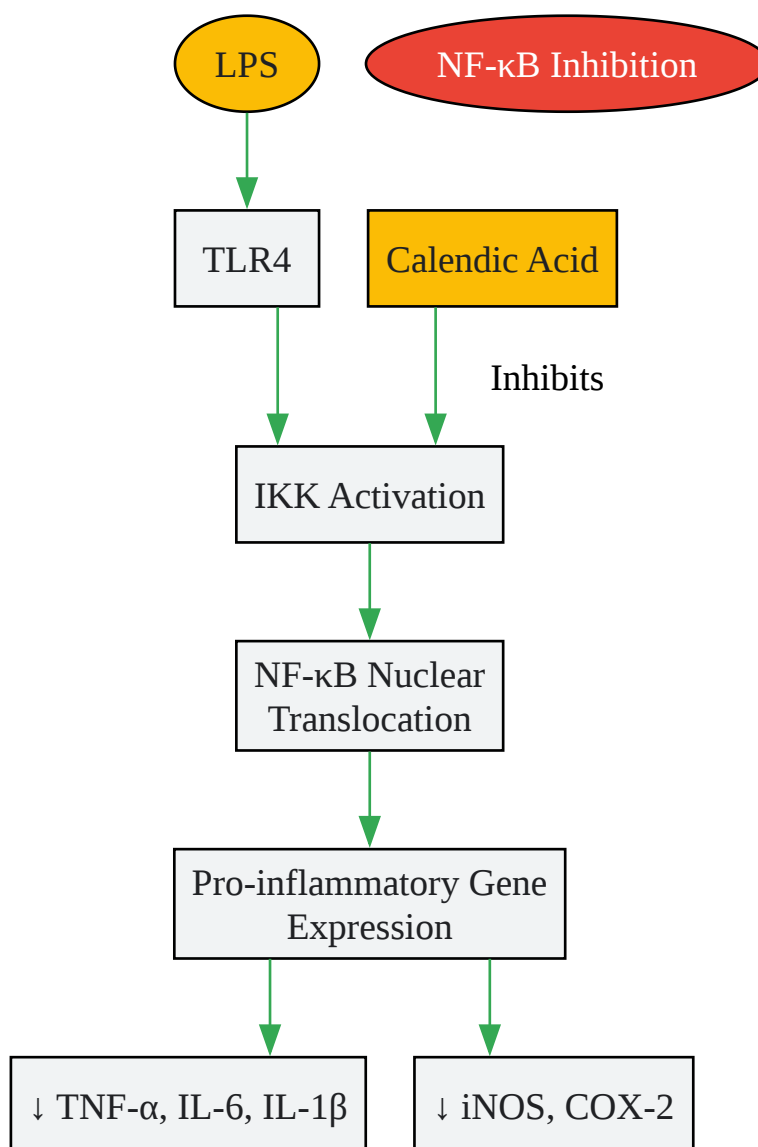 LPS
NF-κB Inhibition
TLR4
Calendic Acid
Inhibits
IKK Activation
NF-κB Nuclear
Translocation
Pro-inflammatory Gene
Expression
↓ TNF-α, IL-6, IL-1β
↓ iNOS, COX-2